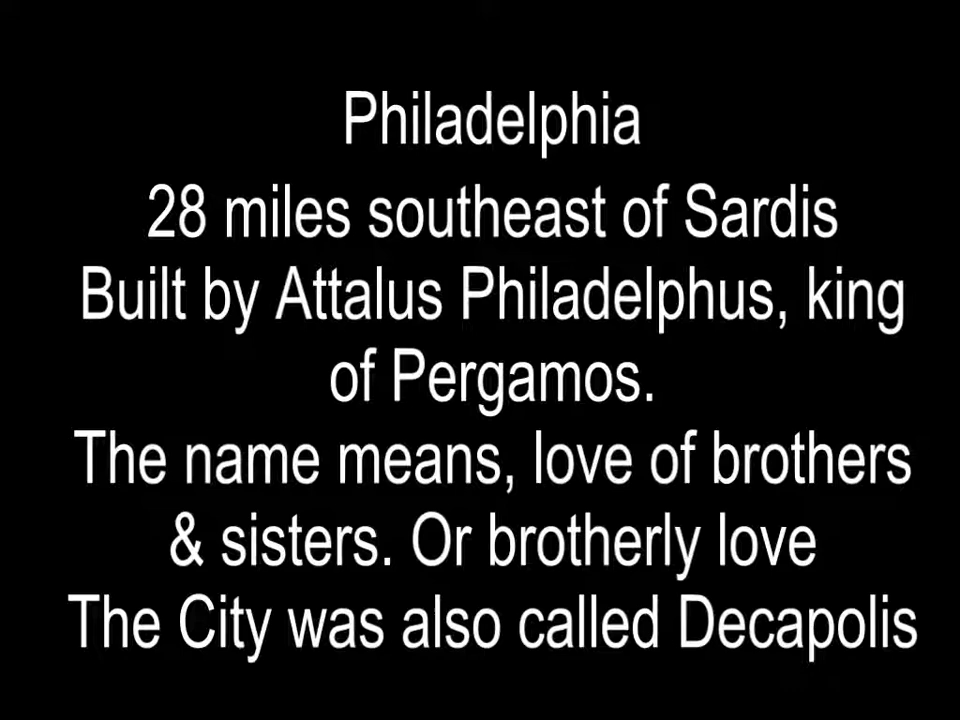 Philadelphia
28 miles southeast of Sardis
Built by Attalus Philadelphus, king
of Pergamos.
The name means, love of brothers
& sisters. Or brotherly love
The City was also called Decapolis